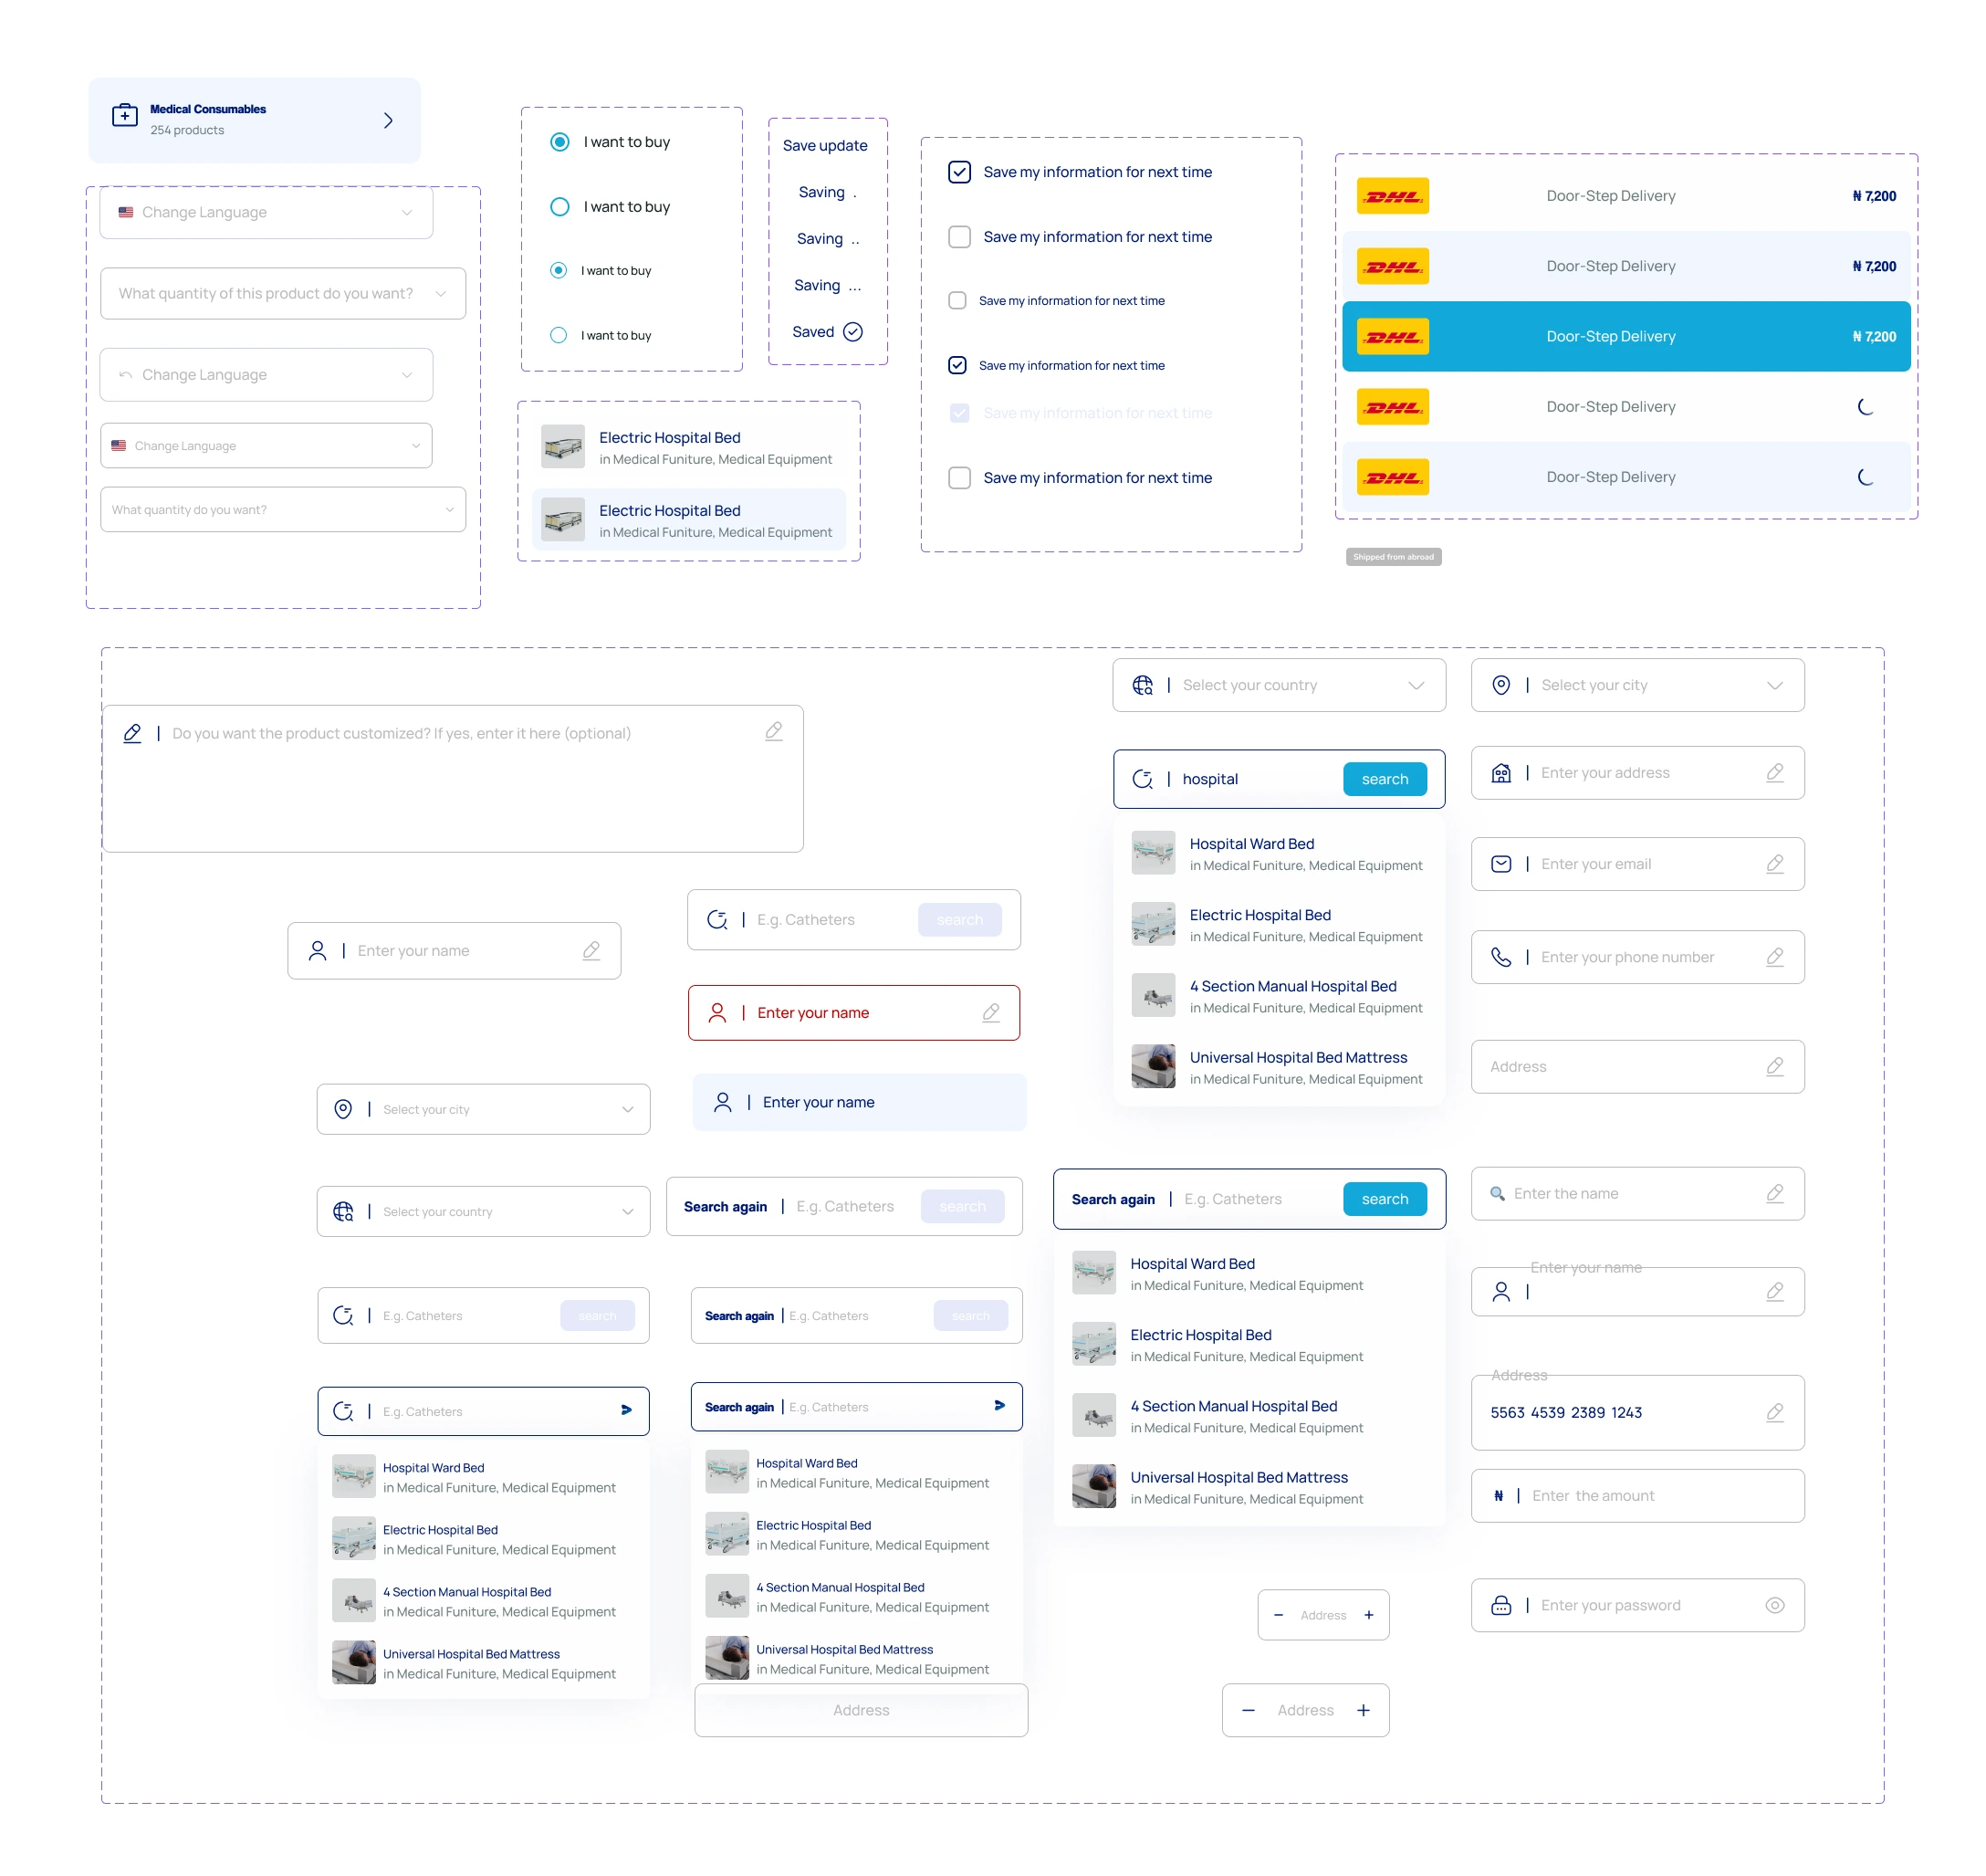 Medical Consumables
254 products
Change Language
What quantity of this product do you want?
Change Language
Change Language
What quantity do you want?
I want to buy
I want to buy
I want to buy
I want to buy
Save update
Saving .
Saving ..
Saving ...
Saved
Electric Hospital Bed
in Medical Funiture, Medical Equipment
Electric Hospital Bed
in Medical Funiture, Medical Equipment
Save my information for next time
Save my information for next time
Save my information for next time
Save my information for next time
Save my information for next time
Save my information for next time
DHL Door-Step Delivery ₦ 7,200
DHL Door-Step Delivery ₦ 7,200
DHL Door-Step Delivery ₦ 7,200
DHL Door-Step Delivery
DHL Door-Step Delivery
Shipped from abroad
Do you want the product customized? If yes, enter it here (optional)
Enter your name
Select your city
Select your country
E.g. Catheters search
E.g. Catheters
Hospital Ward Bed
in Medical Funiture, Medical Equipment
Electric Hospital Bed
in Medical Funiture, Medical Equipment
4 Section Manual Hospital Bed
in Medical Funiture, Medical Equipment
Universal Hospital Bed Mattress
in Medical Funiture, Medical Equipment
E.g. Catheters search
Enter your name
Enter your name
Search again | E.g. Catheters search
Search again | E.g. Catheters search
Search again | E.g. Catheters
Hospital Ward Bed
in Medical Funiture, Medical Equipment
Electric Hospital Bed
in Medical Funiture, Medical Equipment
4 Section Manual Hospital Bed
in Medical Funiture, Medical Equipment
Universal Hospital Bed Mattress
in Medical Funiture, Medical Equipment
Address
Select your country
hospital search
Hospital Ward Bed
in Medical Funiture, Medical Equipment
Electric Hospital Bed
in Medical Funiture, Medical Equipment
4 Section Manual Hospital Bed
in Medical Funiture, Medical Equipment
Universal Hospital Bed Mattress
in Medical Funiture, Medical Equipment
Search again | E.g. Catheters search
Hospital Ward Bed
in Medical Funiture, Medical Equipment
Electric Hospital Bed
in Medical Funiture, Medical Equipment
4 Section Manual Hospital Bed
in Medical Funiture, Medical Equipment
Universal Hospital Bed Mattress
in Medical Funiture, Medical Equipment
− Address +
− Address +
Select your city
Enter your address
Enter your email
Enter your phone number
Address
Enter the name
Enter your name
Address
5563 4539 2389 1243
₦ | Enter the amount
Enter your password